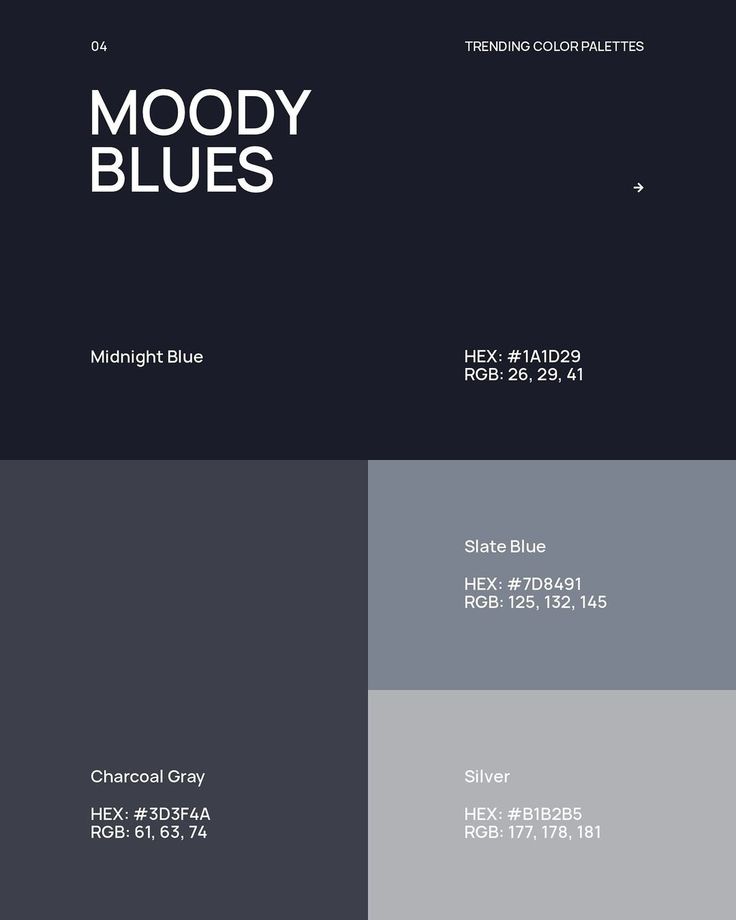 04
TRENDING COLOR PALETTES
MOODY
BLUES
→
Midnight Blue
HEX: #1A1D29
RGB: 26, 29, 41
Slate Blue
HEX: #7D8491
RGB: 125, 132, 145
Charcoal Gray
HEX: #3D3F4A
RGB: 61, 63, 74
Silver
HEX: #B1B2B5
RGB: 177, 178, 181